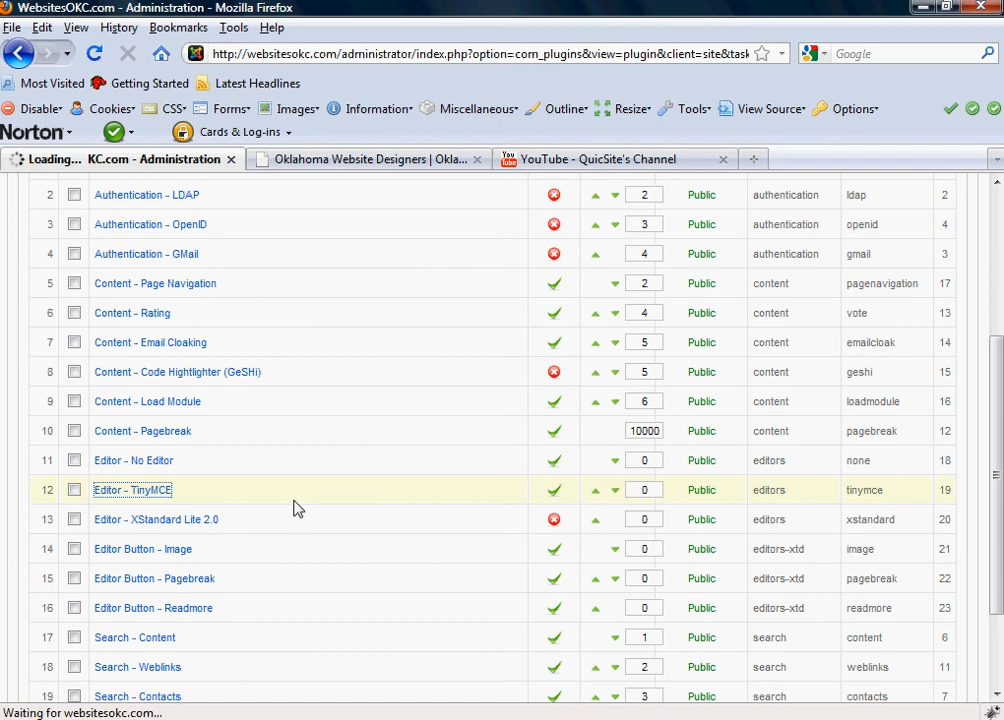 WebsitesOKC.com - Administration - Mozilla Firefox
File Edit View History Bookmarks Tools Help
http://websitesokc.com/administrator/index.php?option=com_plugins&view=plugin&client=site&task Google
Most Visited Getting Started Latest Headlines
Disable Cookies CSS Forms Images Information Miscellaneous Outline Resize Tools View Source Options
Norton Cards & Log-ins
Loading... KC.com - Administration Oklahoma Website Designers | Okla... YouTube - QuicSite's Channel
2 Authentication - LDAP 2 Public authentication ldap 2
3 Authentication - OpenID 3 Public authentication openid 4
4 Authentication - GMail 4 Public authentication gmail 3
5 Content - Page Navigation 2 Public content pagenavigation 17
6 Content - Rating 4 Public content vote 13
7 Content - Email Cloaking 5 Public content emailcloak 14
8 Content - Code Hightlighter (GeSHi) 5 Public content geshi 15
9 Content - Load Module 6 Public content loadmodule 16
10 Content - Pagebreak 10000 Public content pagebreak 12
11 Editor - No Editor 0 Public editors none 18
12 Editor - TinyMCE 0 Public editors tinymce 19
13 Editor - XStandard Lite 2.0 0 Public editors xstandard 20
14 Editor Button - Image 0 Public editors-xtd image 21
15 Editor Button - Pagebreak 0 Public editors-xtd pagebreak 22
16 Editor Button - Readmore 0 Public editors-xtd readmore 23
17 Search - Content 1 Public search content 6
18 Search - Weblinks 2 Public search weblinks 11
19 Search - Contacts 3 Public search contacts 7
Waiting for websitesokc.com...